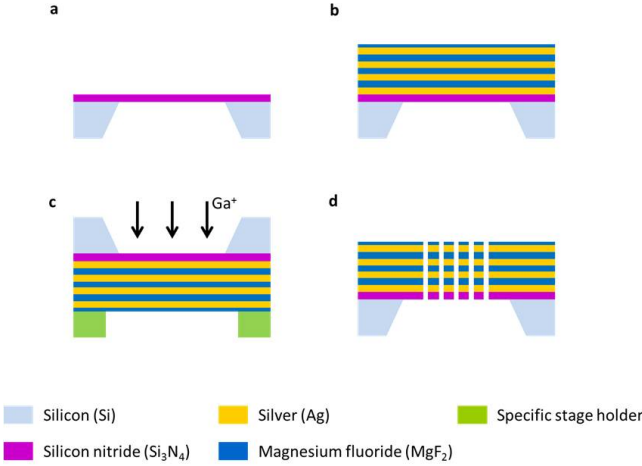 a
b
c
Ga⁺
d
Silicon (Si)
Silver (Ag)
Specific stage holder
Silicon nitride (Si₃N₄)
Magnesium fluoride (MgF₂)